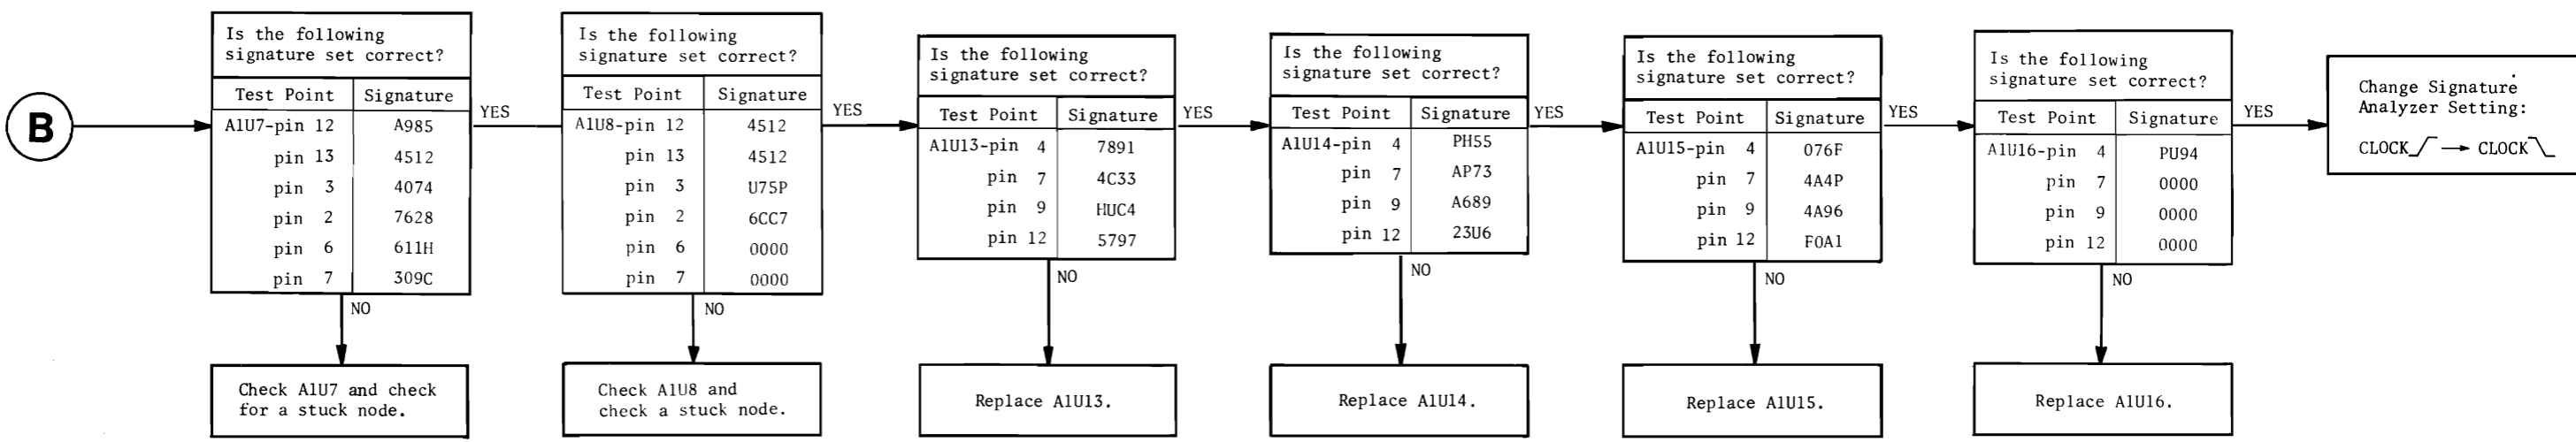 B
Is the following
signature set correct?
Test Point Signature
A1U7-pin 12 A985
pin 13 4512
pin 3 4074
pin 2 7628
pin 6 611H
pin 7 309C
YES
NO
Check A1U7 and check
for a stuck node.
Is the following
signature set correct?
Test Point Signature
A1U8-pin 12 4512
pin 13 4512
pin 3 U75P
pin 2 6CC7
pin 6 0000
pin 7 0000
YES
NO
Check A1U8 and
check a stuck node.
Is the following
signature set correct?
Test Point Signature
A1U13-pin 4 7891
pin 7 4C33
pin 9 HUC4
pin 12 5797
YES
NO
Replace A1U13.
Is the following
signature set correct?
Test Point Signature
A1U14-pin 4 PH55
pin 7 AP73
pin 9 A689
pin 12 23U6
YES
NO
Replace A1U14.
Is the following
signature set correct?
Test Point Signature
A1U15-pin 4 076F
pin 7 4A4P
pin 9 4A96
pin 12 F0A1
YES
NO
Replace A1U15.
Is the following
signature set correct?
Test Point Signature
A1U16-pin 4 PU94
pin 7 0000
pin 9 0000
pin 12 0000
YES
NO
Replace A1U16.
Change Signature
Analyzer Setting:
CLOCK → CLOCK